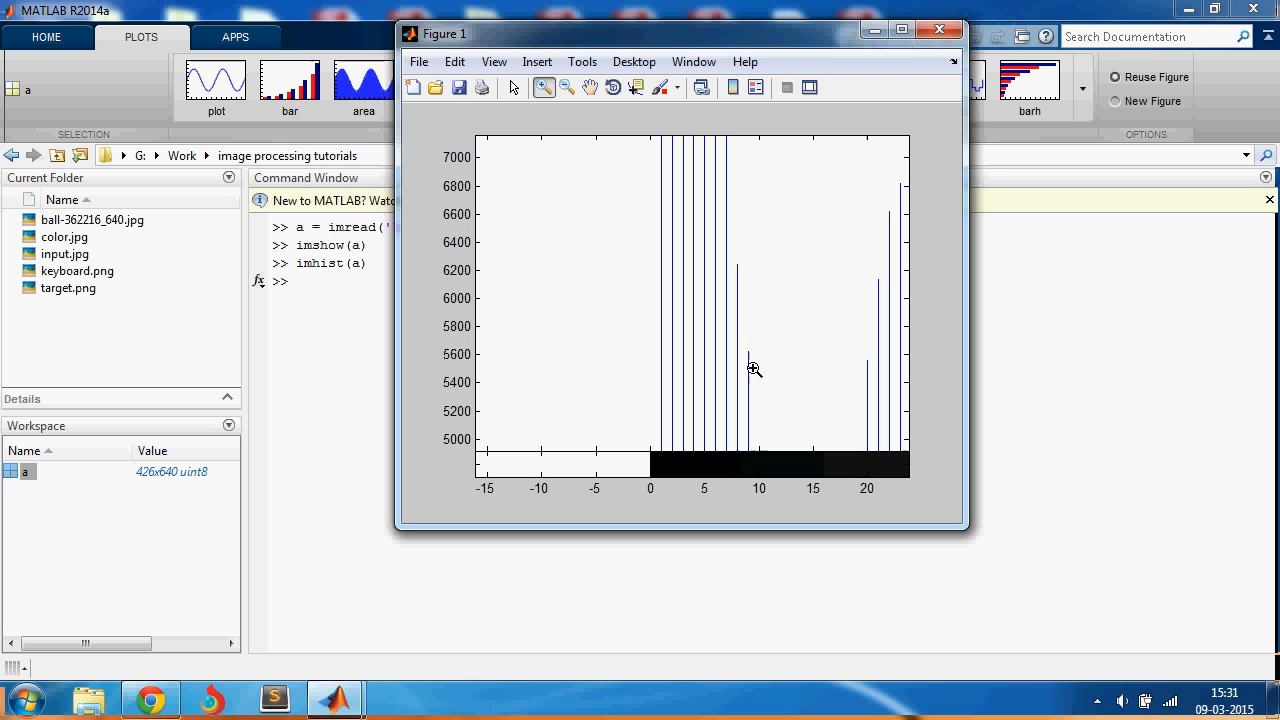 MATLAB R2014a
HOME
PLOTS
APPS
Search Documentation
a
plot
bar
area
barh
Reuse Figure
New Figure
SELECTION
OPTIONS
G: Work image processing tutorials
Current Folder
Name
ball-362216_640.jpg
color.jpg
input.jpg
keyboard.png
target.png
Details
Workspace
Name Value
a 426x640 uint8
Command Window
New to MATLAB?
>> a = imread('
>> imshow(a)
>> imhist(a)
fx >>
Figure 1
File Edit View Insert Tools Desktop Window Help
7000
6800
6600
6400
6200
6000
5800
5600
5400
5200
5000
-15 -10 -5 0 5 10 15 20
15:31
09-03-2015